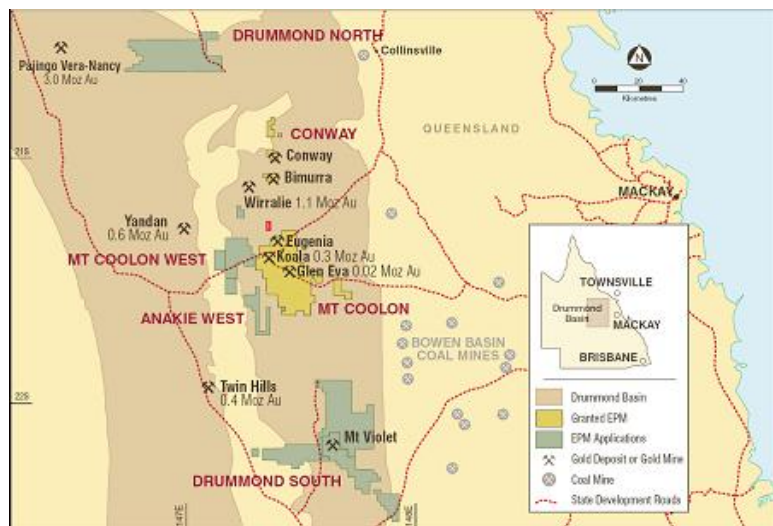 DRUMMOND NORTH
Pajingo Vera-Nancy
3.0 Moz Au
Collinsville
N
0 20 40
Kilometres
CONWAY
QUEENSLAND
21S
Conway
Bimurra
Wirralie 1.1 Moz Au
MACKAY
Yandan
0.6 Moz Au
Eugenia
MT COOLON WEST
Koala 0.3 Moz Au
Glen Eva 0.02 Moz Au
ANAKIE WEST
MT COOLON
BOWEN BASIN
COAL MINES
TOWNSVILLE
Drummond
Basin
MACKAY
BRISBANE
Twin Hills
0.4 Moz Au
22S
Mt Violet
DRUMMOND SOUTH
147E
148E
Drummond Basin
Granted EPM
EPM Applications
Gold Deposit or Gold Mine
Coal Mine
State Development Roads